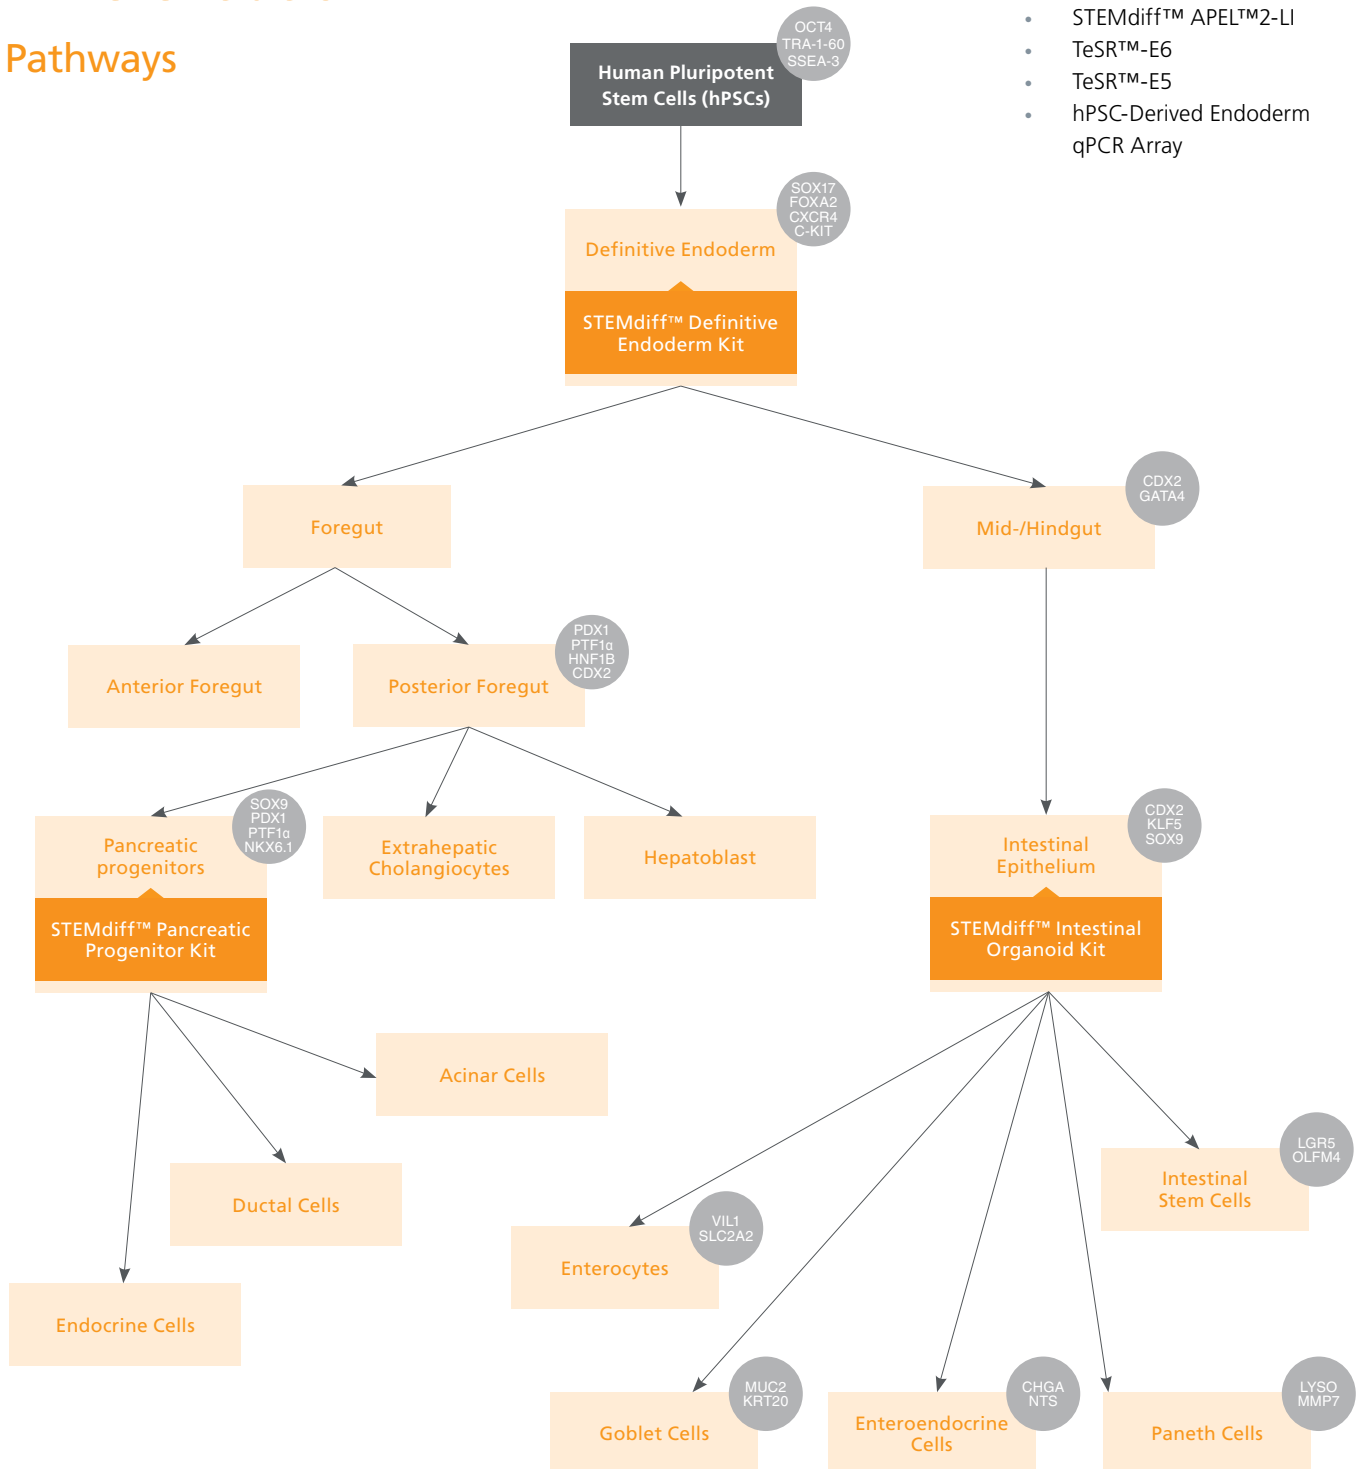 Pathways
STEMdiff™ APEL™2-LI
TeSR™-E6
TeSR™-E5
hPSC-Derived Endoderm
qPCR Array
OCT4
TRA-1-60
SSEA-3
Human Pluripotent
Stem Cells (hPSCs)
SOX17
FOXA2
CXCR4
C-KIT
Definitive Endoderm
STEMdiff™ Definitive
Endoderm Kit
Foregut
CDX2
GATA4
Mid-/Hindgut
Anterior Foregut
PDX1
PTF1α
HNF1B
CDX2
Posterior Foregut
SOX9
PDX1
PTF1α
NKX6.1
Pancreatic
progenitors
STEMdiff™ Pancreatic
Progenitor Kit
Extrahepatic
Cholangiocytes
Hepatoblast
CDX2
KLF5
SOX9
Intestinal
Epithelium
STEMdiff™ Intestinal
Organoid Kit
Acinar Cells
Ductal Cells
Endocrine Cells
LGR5
OLFM4
Intestinal
Stem Cells
VIL1
SLC2A2
Enterocytes
MUC2
KRT20
Goblet Cells
CHGA
NTS
Enteroendocrine
Cells
LYSO
MMP7
Paneth Cells